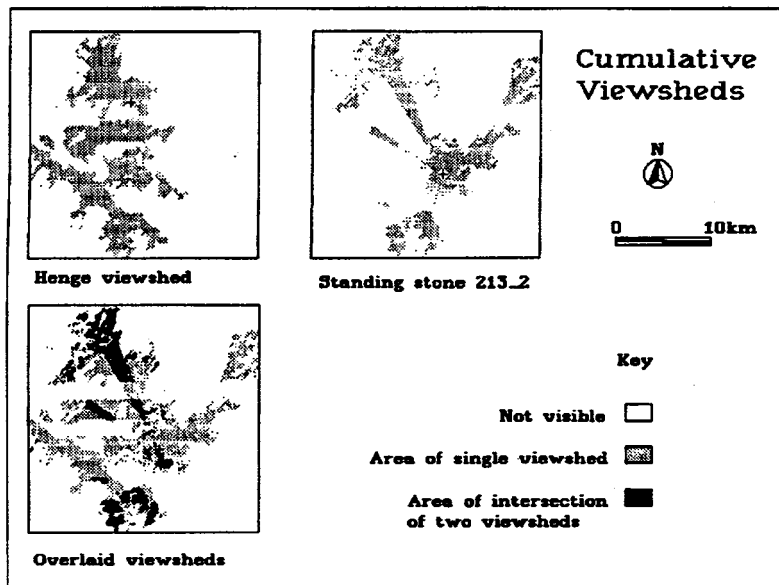 Cumulative
Viewsheds
N
0 10km
Henge viewshed
Standing stone 213_2
Key
Not visible
Area of single viewshed
Area of intersection
of two viewsheds
Overlaid viewsheds